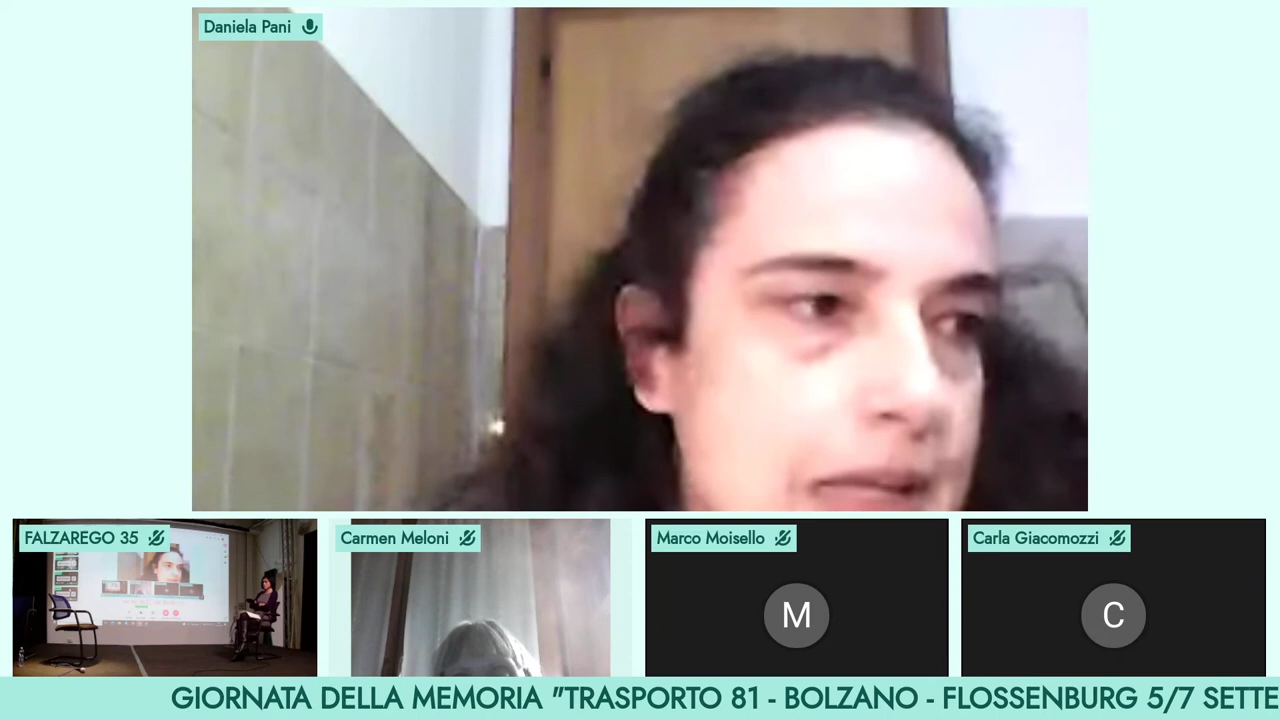 Daniela Pani
FALZAREGO 35
Carmen Meloni
Marco Moisello
Carla Giacomozzi
M
C
GIORNATA DELLA MEMORIA "TRASPORTO 81 - BOLZANO - FLOSSENBURG 5/7 SETTE